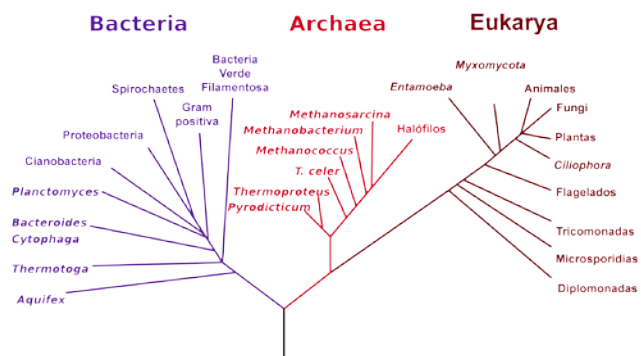 Bacteria
Archaea
Eukarya
Bacteria
Verde
Filamentosa
Spirochaetes
Gram
positiva
Proteobacteria
Cianobacteria
Planctomyces
Bacteroides
Cytophaga
Thermotoga
Aquifex
Methanosarcina
Methanobacterium
Halófilos
Methanococcus
T. celer
Thermoproteus
Pyrodicticum
Myxomycota
Entamoeba
Animales
Fungi
Plantas
Ciliophora
Flagelados
Tricomonadas
Microsporidias
Diplomonadas